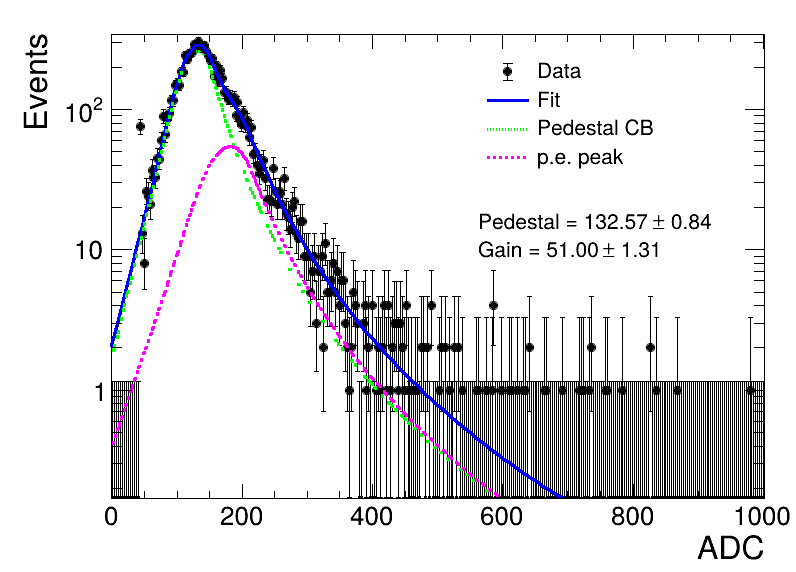 Events
10²
10
1
Data
Fit
Pedestal CB
p.e. peak
Pedestal = 132.57 ± 0.84
Gain = 51.00 ± 1.31
0 200 400 600 800 1000
ADC